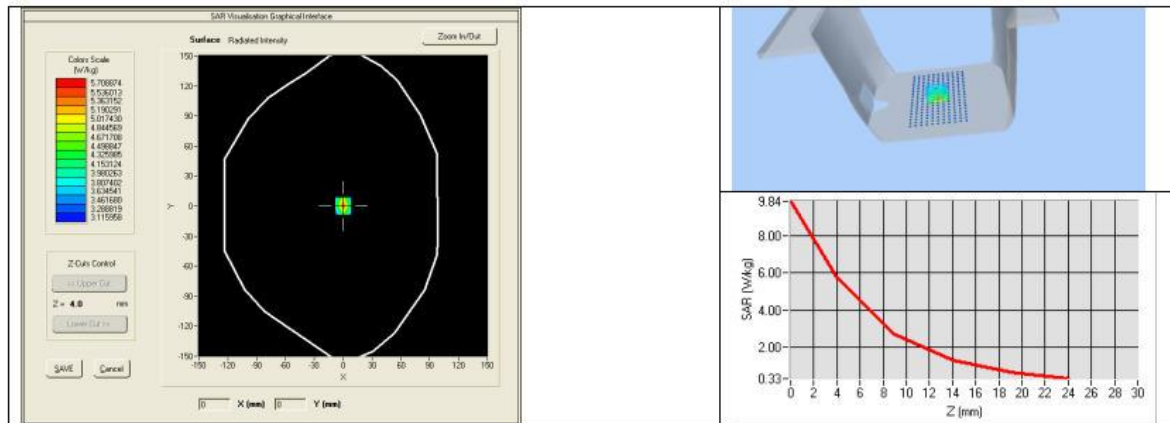 SAR Visualisation Graphical Interface
Surface Radiated Intensity
Zoom In/Out
Colors Scale
(W/kg)
5.708874
5.536013
5.363152
5.190291
5.017430
4.844569
4.671708
4.498847
4.325985
4.153124
3.980263
3.807402
3.634541
3.461680
3.288819
3.115958
Z-Cuts Control
<< Upper Cut
Z = 4.0 mm
Lower Cut >>
SAVE Cancel
150
120
90
60
30
0
-30
-60
-90
-120
-150
Y
-150 -120 -90 -60 -30 0 30 60 90 120 150
X
0 X (mm) 0 Y (mm)
9.84
8.00
6.00
4.00
2.00
0.33
SAR (W/kg)
0 2 4 6 8 10 12 14 16 18 20 22 24 26 28 30
Z (mm)